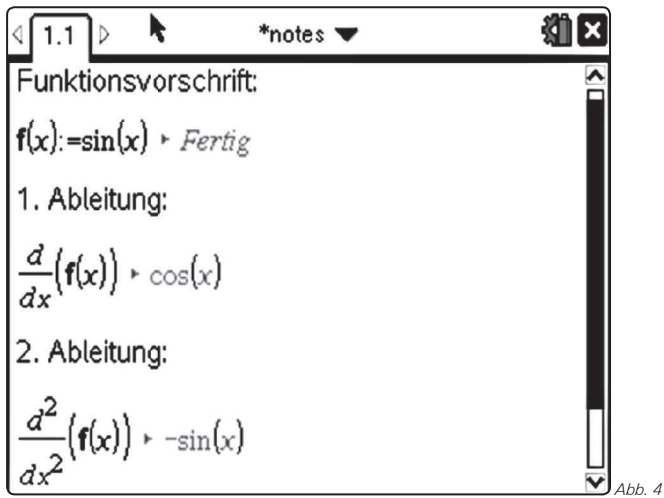 1.1 *notes
Funktionsvorschrift:
f(x):=sin(x) ▸ Fertig
1. Ableitung:
d/dx(f(x)) ▸ cos(x)
2. Ableitung:
d²/dx²(f(x)) ▸ -sin(x)
Abb. 4